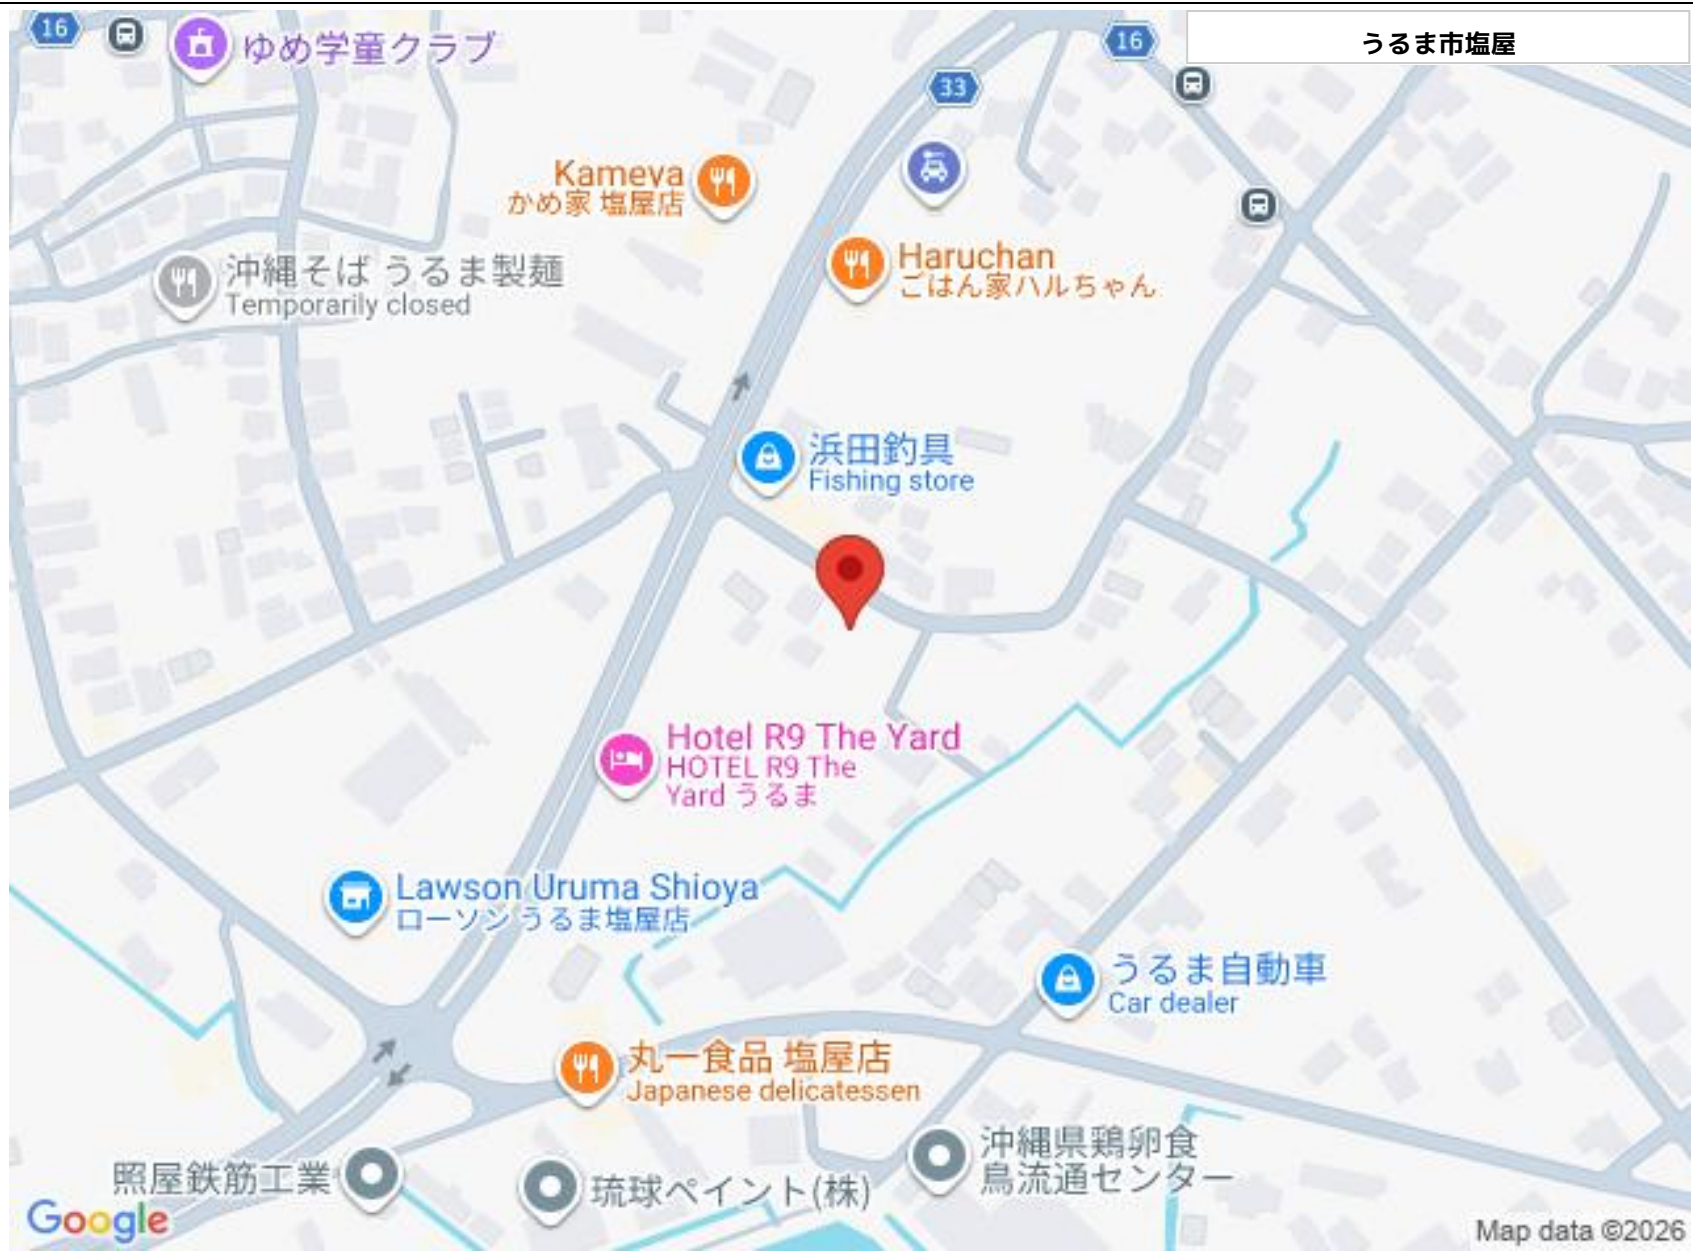 16
ゆめ学童クラブ
16
うるま市塩屋
33
Kameya
かめ家 塩屋店
Haruchan
ごはん家ハルちゃん
沖縄そば うるま製麺
Temporarily closed
浜田釣具
Fishing store
Hotel R9 The Yard
HOTEL R9 The
Yard うるま
Lawson Uruma Shioya
ローソン うるま塩屋店
うるま自動車
Car dealer
丸一食品 塩屋店
Japanese delicatessen
沖縄県鶏卵食
鳥流通センター
照屋鉄筋工業
琉球ペイント(株)
Google
Map data ©2026